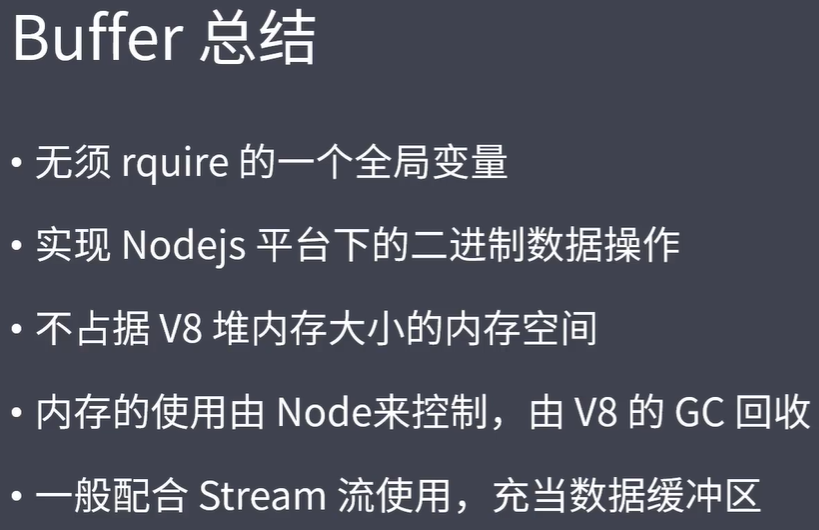 Buffer 总结
• 无须 rquire 的一个全局变量
• 实现 Nodejs 平台下的二进制数据操作
• 不占据 V8 堆内存大小的内存空间
• 内存的使用由 Node来控制，由 V8 的 GC 回收
• 一般配合 Stream 流使用，充当数据缓冲区